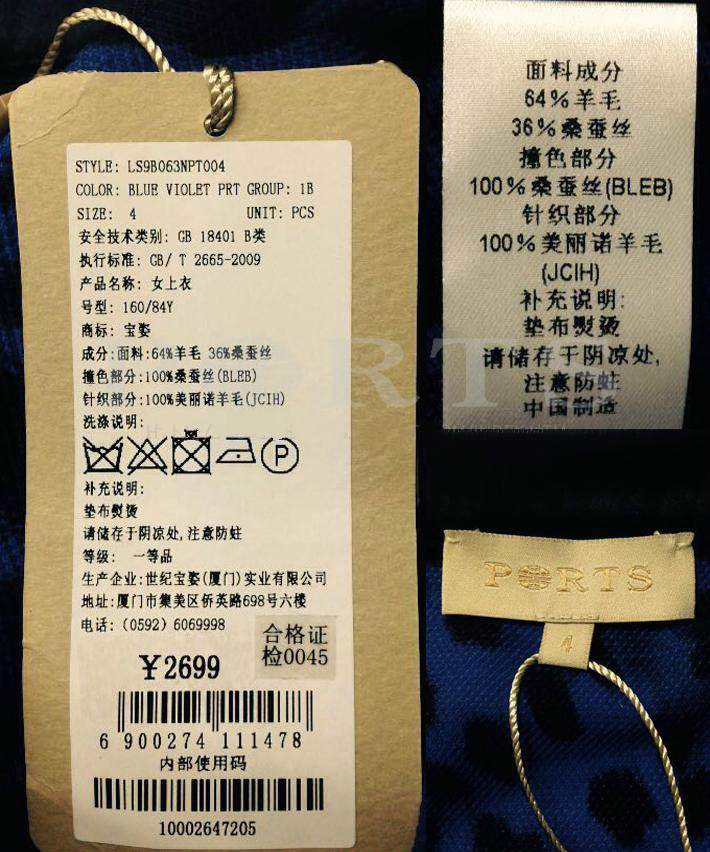 STYLE: LS9B063NPT004
COLOR: BLUE VIOLET PRT GROUP: 1B
SIZE: 4 UNIT: PCS
安全技术类别: GB 18401 B类
执行标准: GB/ T 2665-2009
产品名称: 女上衣
号型: 160/84Y
商标: 宝姿
成分:面料:64%羊毛 36%桑蚕丝
撞色部分:100%桑蚕丝(BLEB)
针织部分:100%美丽诺羊毛(JCIH)
洗涤说明:
P
补充说明:
垫布熨烫
请储存于阴凉处,注意防蛀
等级: 一等品
生产企业:世纪宝姿(厦门)实业有限公司
地址:厦门市集美区侨英路698号六楼
电话: (0592) 6069998
合格证
检0045
¥2699
6 900274 111478
内部使用码
10002647205
面料成分
64%羊毛
36%桑蚕丝
撞色部分
100%桑蚕丝(BLEB)
针织部分
100%美丽诺羊毛
(JCIH)
补充说明:
垫布熨烫
请储存于阴凉处,
注意防蛀
中国制造
PORTS
4